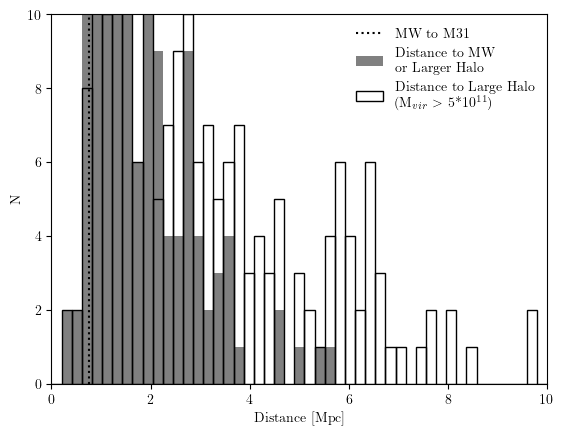 MW to M31
Distance to MW
or Larger Halo
Distance to Large Halo
(M_vir > 5*10^11)
10
8
6
4
2
0
N
0 2 4 6 8 10
Distance [Mpc]